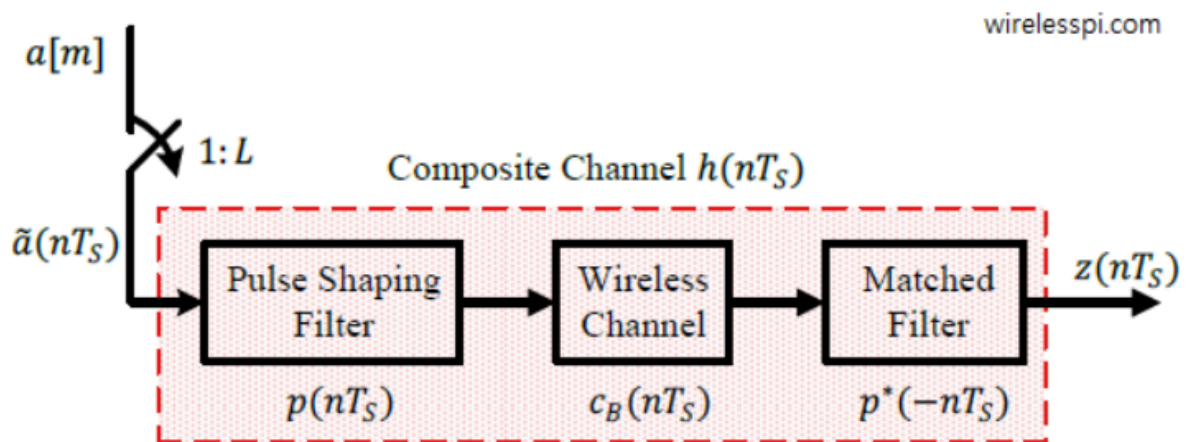 wirelesspi.com
a[m]
1: L
Composite Channel h(nT_S)
ã(nT_S)
Pulse Shaping
Filter
Wireless
Channel
Matched
Filter
z(nT_S)
p(nT_S)
c_B(nT_S)
p*(−nT_S)